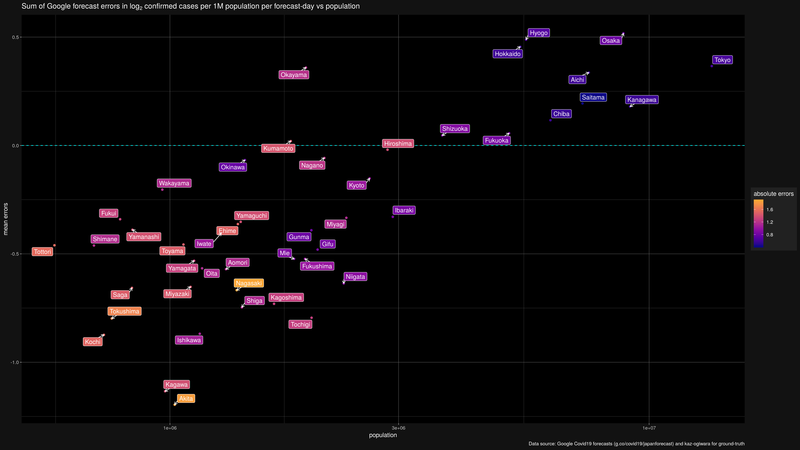 Sum of Google forecast errors in log2 confirmed cases per 1M population per forecast-day vs population
0.5
Hyogo
Osaka
Hokkaido
Tokyo
Okayama
Aichi
Saitama
Kanagawa
Chiba
Shizuoka
Fukuoka
0.0
Kumamoto
Hiroshima
Okinawa
Nagano
Wakayama
Kyoto
absolute errors
1.6
1.2
0.8
mean errors
Fukui
Yamaguchi
Ibaraki
Miyagi
Ehime
Shimane
Yamanashi
Iwate
Gunma
Gifu
Tottori
Toyama
Mie
-0.5
Yamagata
Aomori
Fukushima
Oita
Niigata
Nagasaki
Saga
Miyazaki
Kagoshima
Shiga
Tokushima
Tochigi
Kochi
Ishikawa
-1.0
Kagawa
Akita
1e+06
3e+06
1e+07
population
Data source: Google Covid19 forecasts (g.co/covid19/japanforecast) and kaz-ogiwara for ground-truth